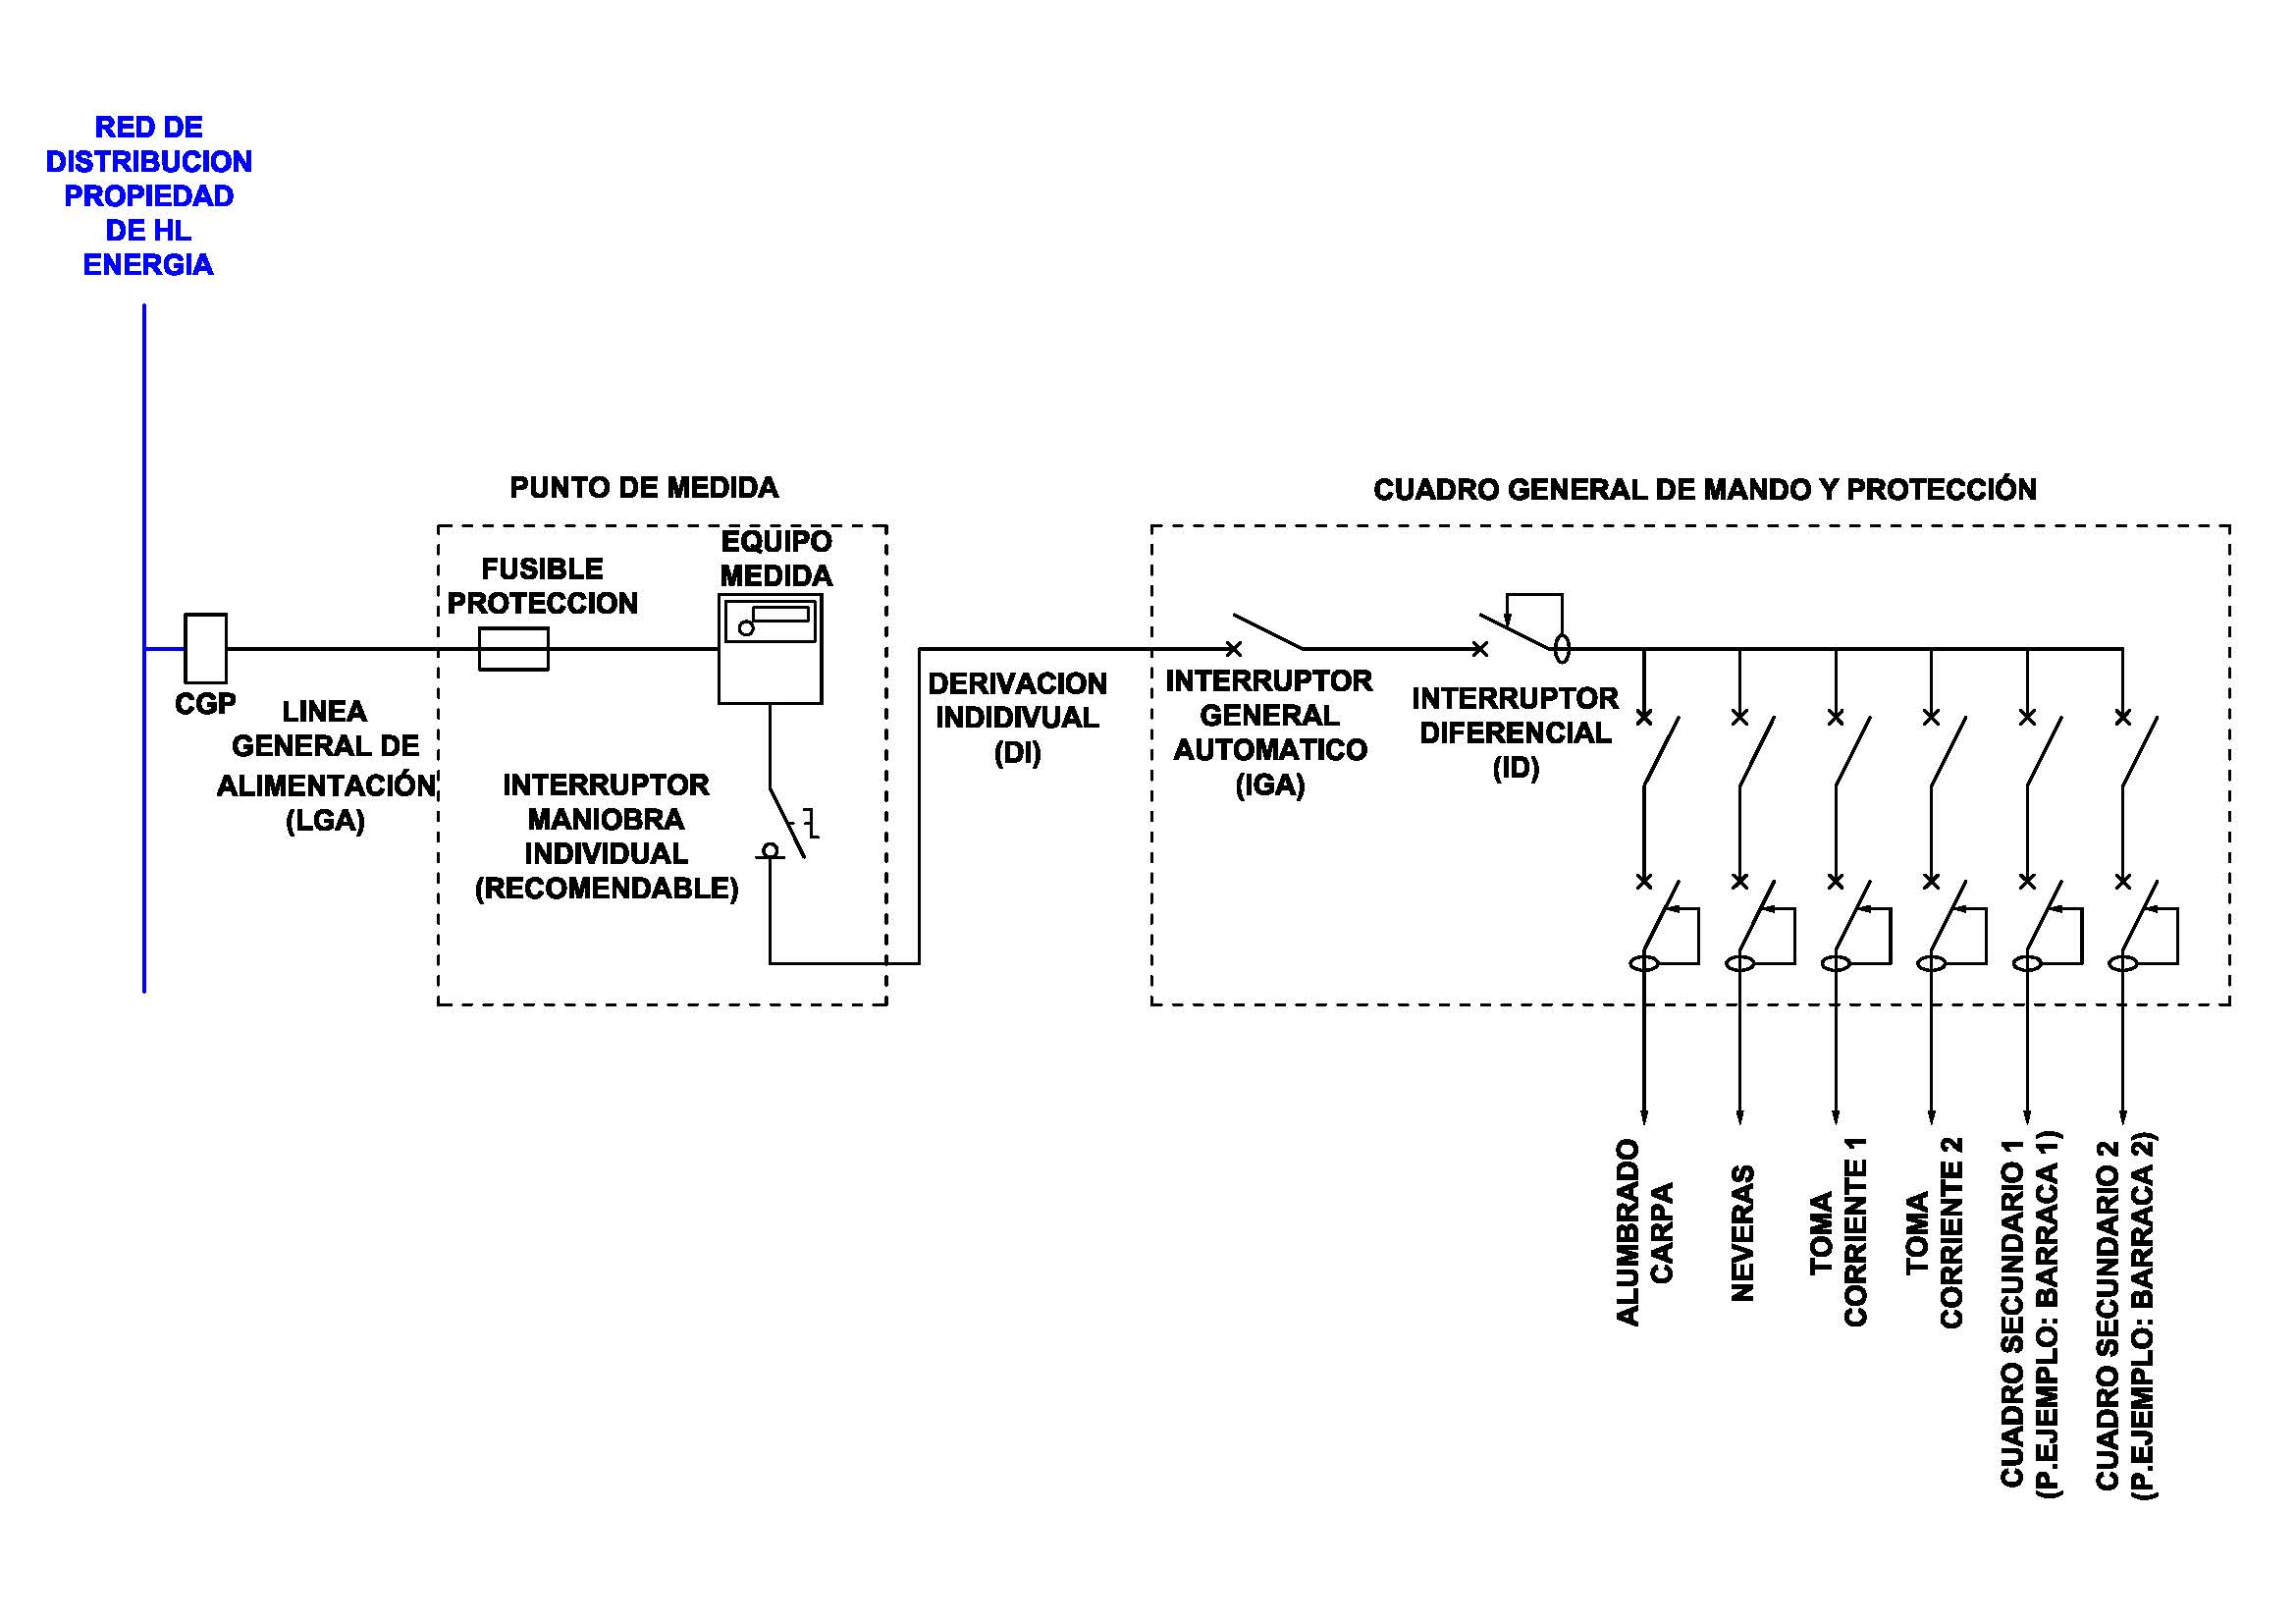 RED DE
DISTRIBUCION
PROPIEDAD
DE HL
ENERGIA
CGP
LINEA
GENERAL DE
ALIMENTACIÓN
(LGA)
PUNTO DE MEDIDA
FUSIBLE
PROTECCION
EQUIPO
MEDIDA
INTERRUPTOR
MANIOBRA
INDIVIDUAL
(RECOMENDABLE)
DERIVACION
INDIDIVUAL
(DI)
CUADRO GENERAL DE MANDO Y PROTECCIÓN
INTERRUPTOR
GENERAL
AUTOMATICO
(IGA)
INTERRUPTOR
DIFERENCIAL
(ID)
ALUMBRADO
CARPA
NEVERAS
TOMA
CORRIENTE 1
TOMA
CORRIENTE 2
CUADRO SECUNDARIO 1
(P.EJEMPLO: BARRACA 1)
CUADRO SECUNDARIO 2
(P.EJEMPLO: BARRACA 2)